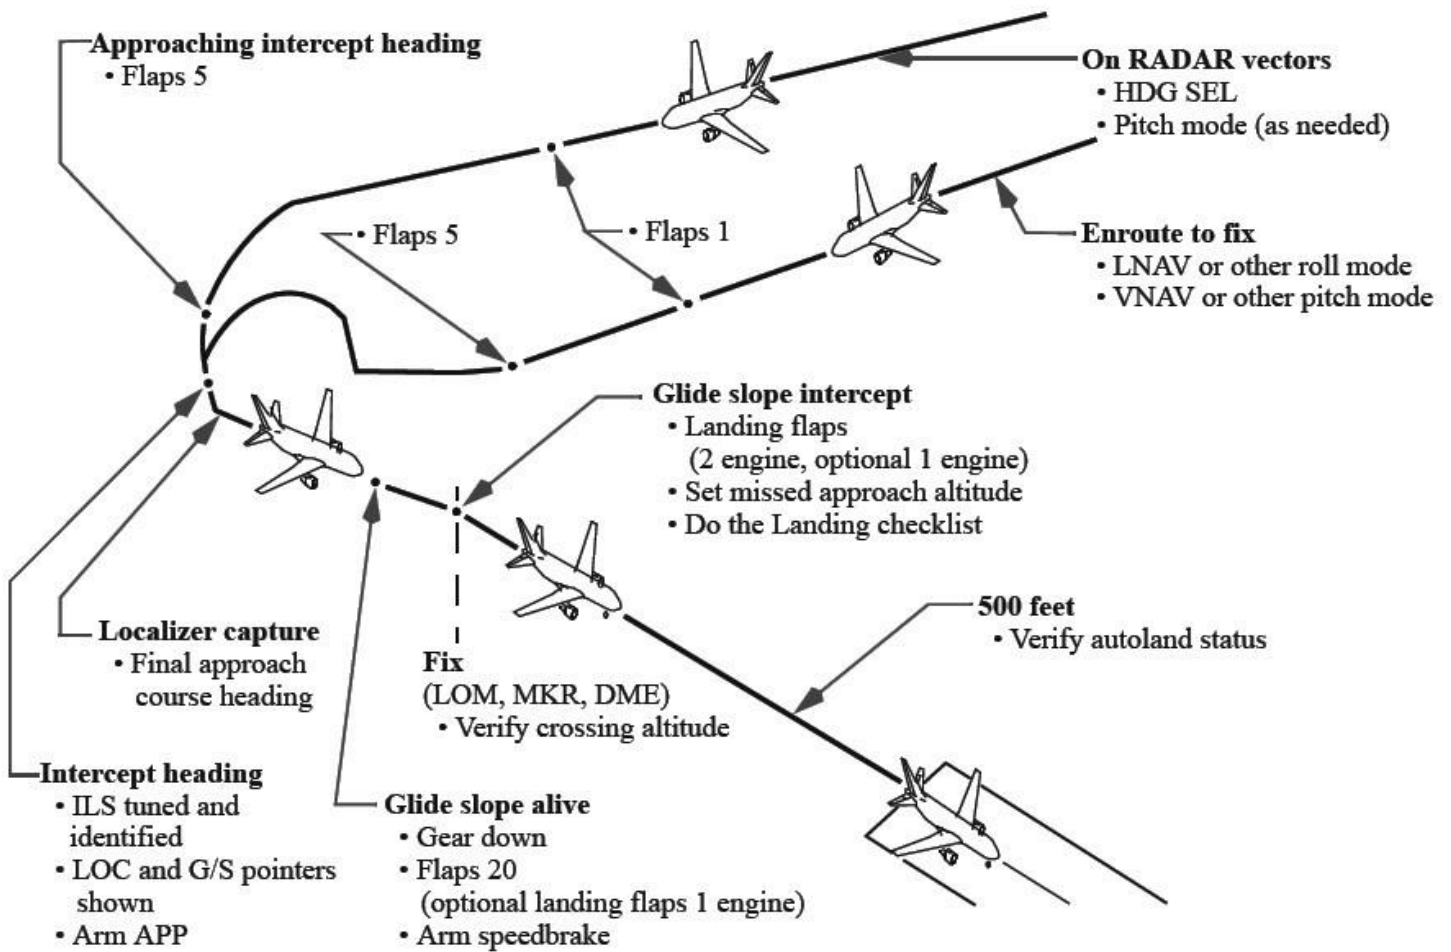 Approaching intercept heading
• Flaps 5
On RADAR vectors
• HDG SEL
• Pitch mode (as needed)
• Flaps 5
• Flaps 1
Enroute to fix
• LNAV or other roll mode
• VNAV or other pitch mode
Glide slope intercept
• Landing flaps
(2 engine, optional 1 engine)
• Set missed approach altitude
• Do the Landing checklist
500 feet
• Verify autoland status
Localizer capture
• Final approach
course heading
Fix
(LOM, MKR, DME)
• Verify crossing altitude
Intercept heading
• ILS tuned and
identified
• LOC and G/S pointers
shown
• Arm APP
Glide slope alive
• Gear down
• Flaps 20
(optional landing flaps 1 engine)
• Arm speedbrake